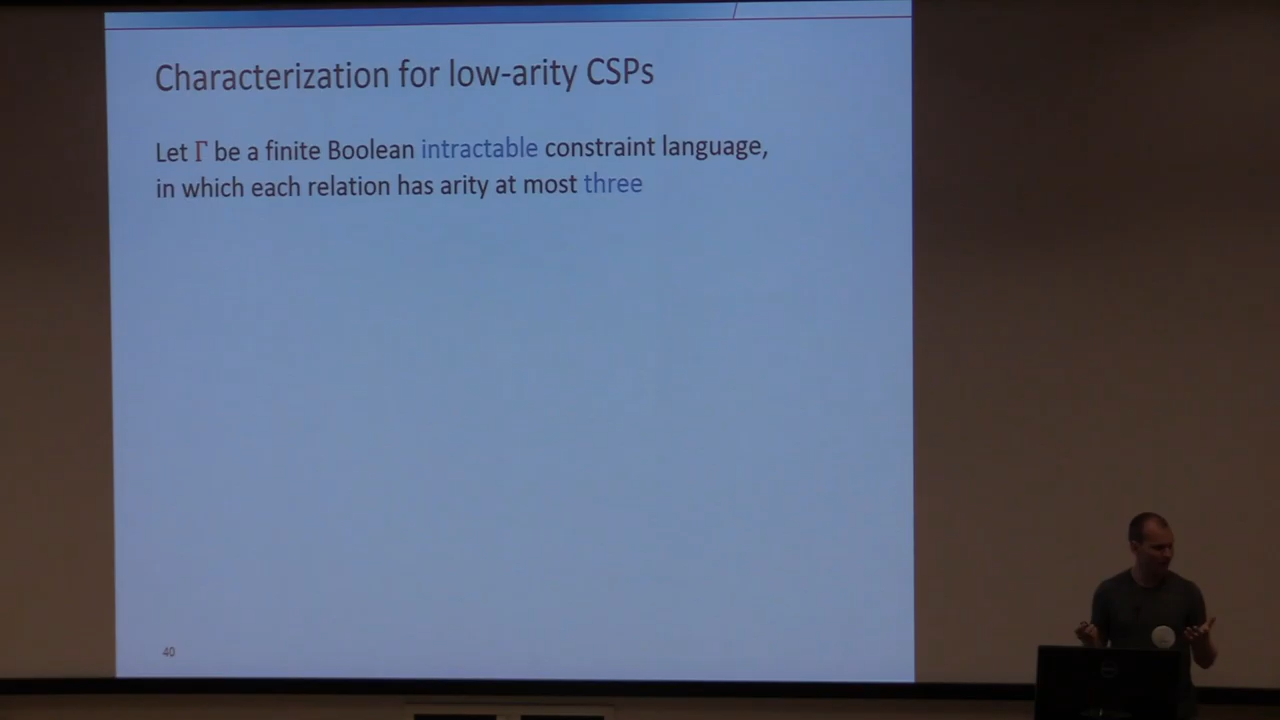 Characterization for low-arity CSPs
Let Γ be a finite Boolean intractable constraint language,
in which each relation has arity at most three
40